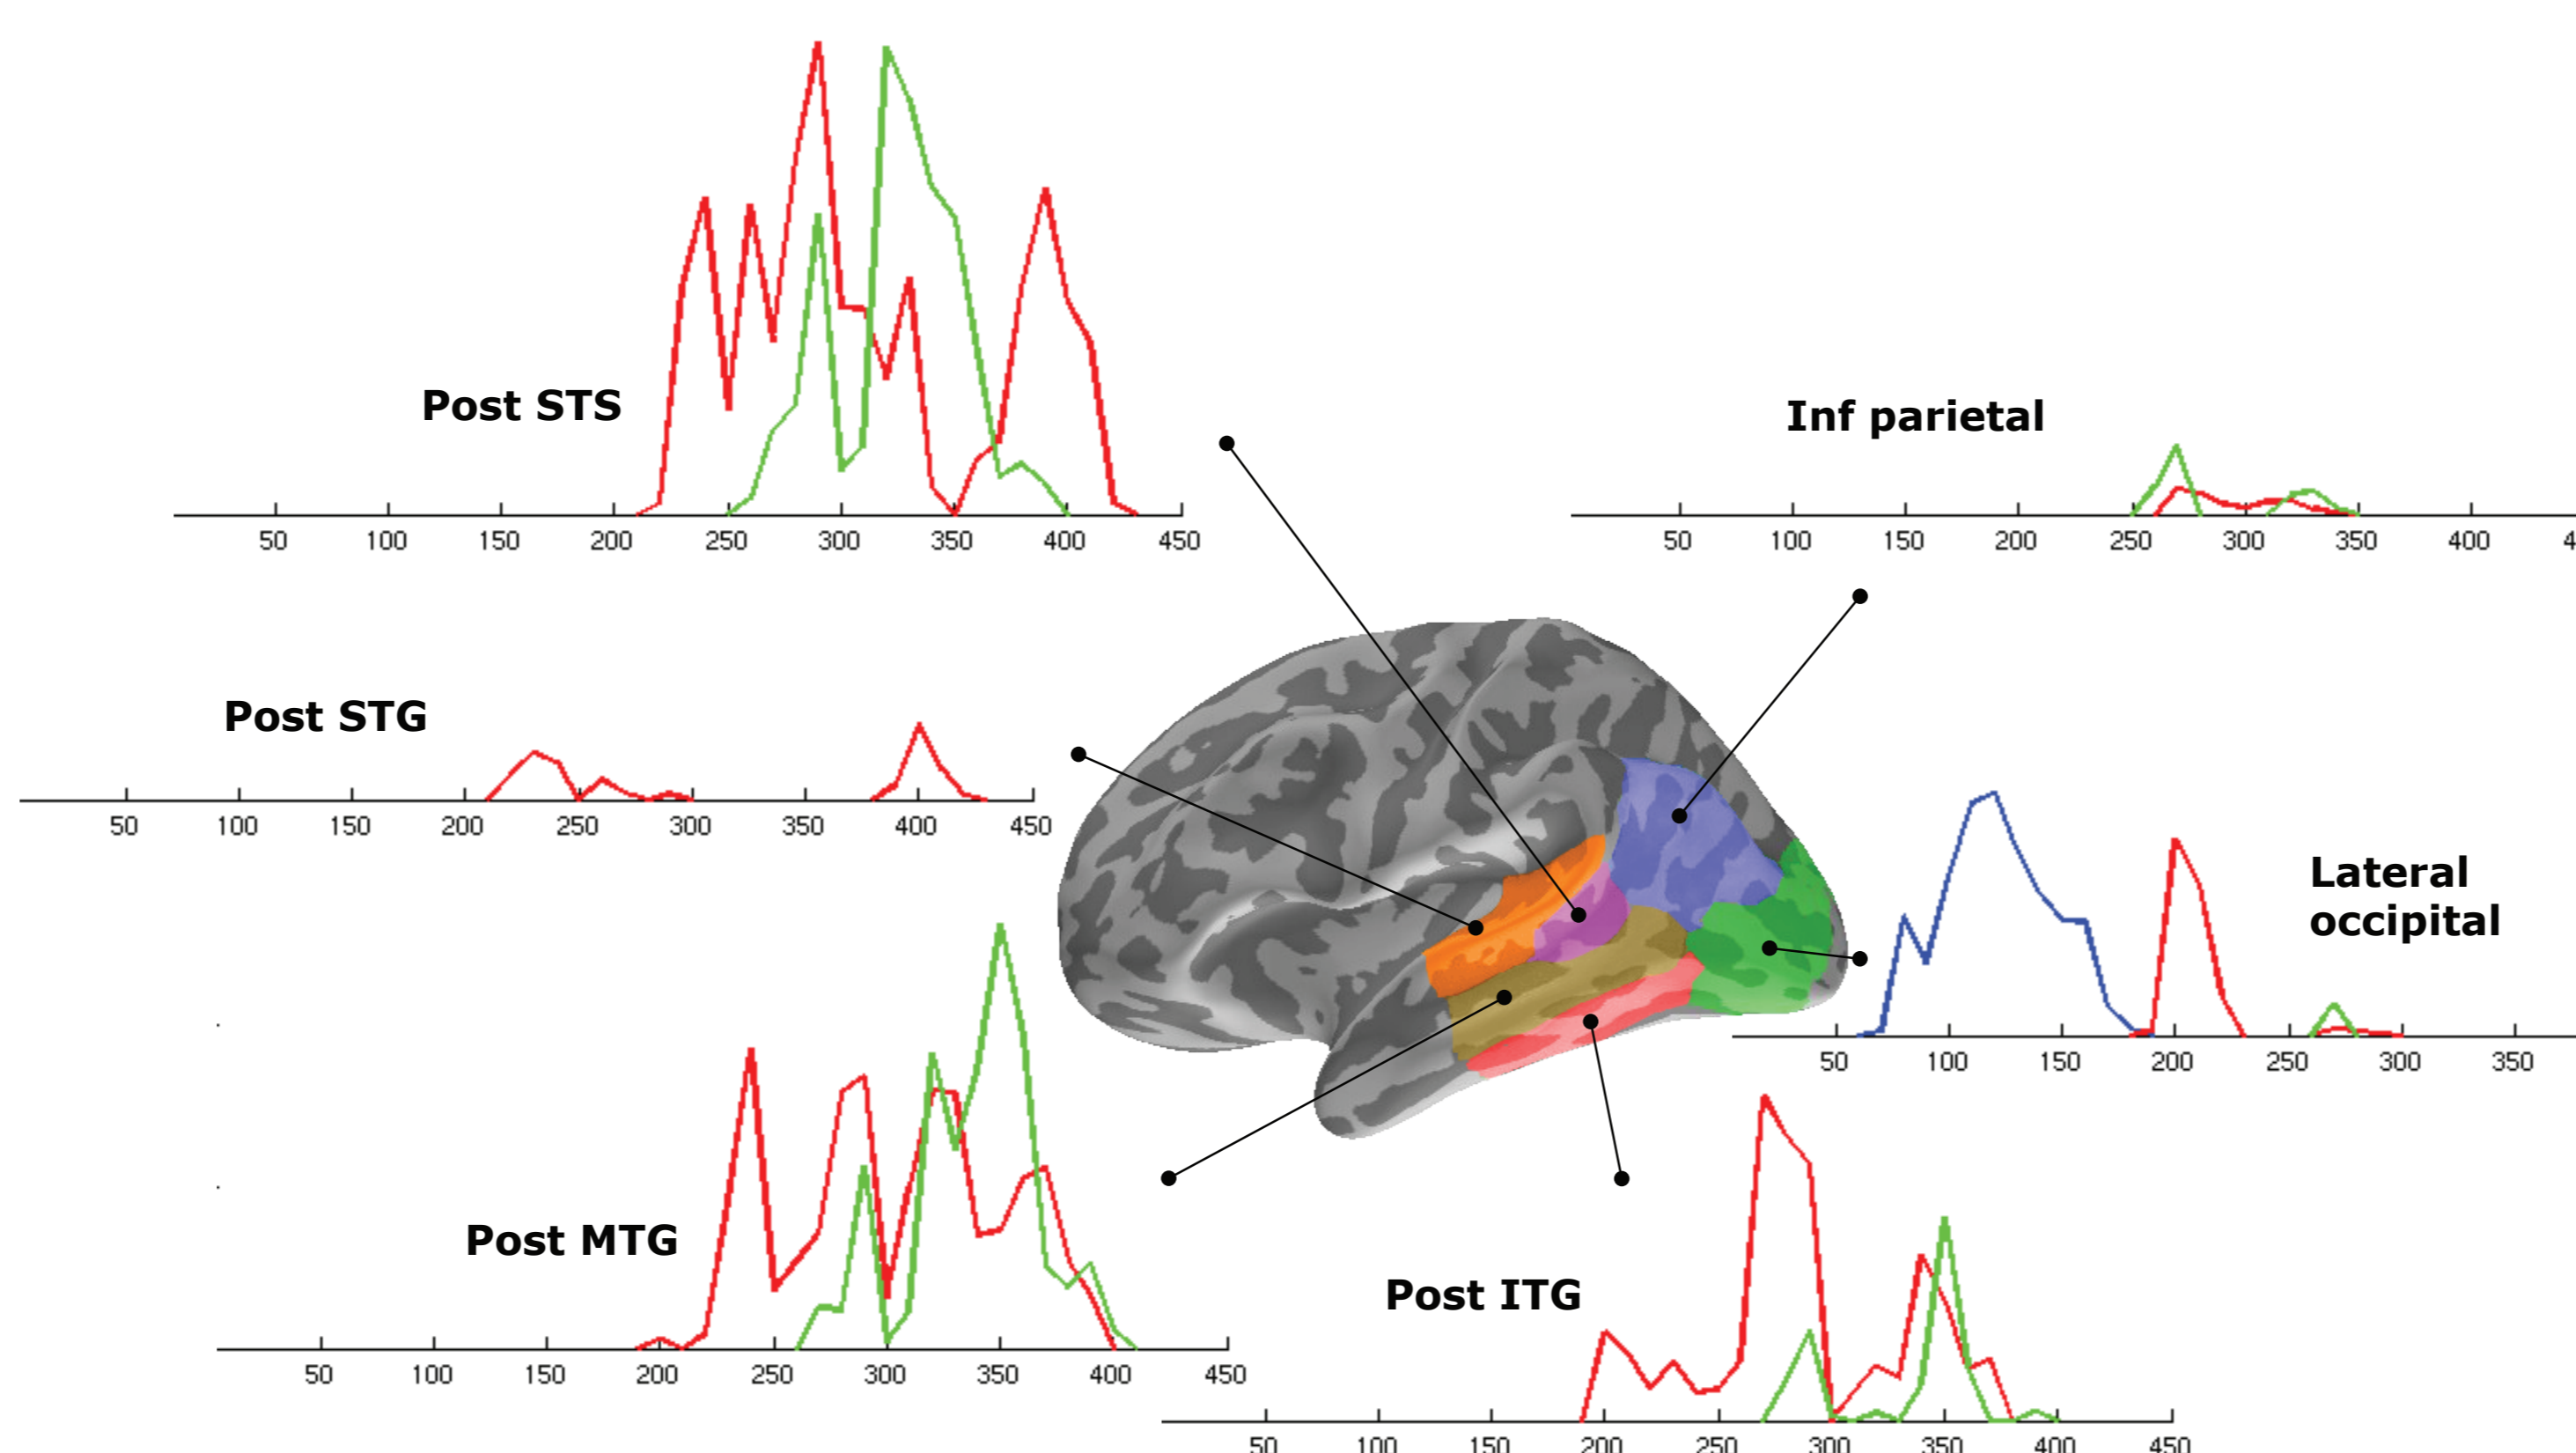 Post STS
50 100 150 200 250 300 350 400 450
Inf parietal
50 100 150 200 250 300 350 400 4
Post STG
50 100 150 200 250 300 350 400 450
Lateral
occipital
50 100 150 200 250 300 350
Post MTG
50 100 150 200 250 300 350 400 450
Post ITG
50 100 150 200 250 300 350 400 450